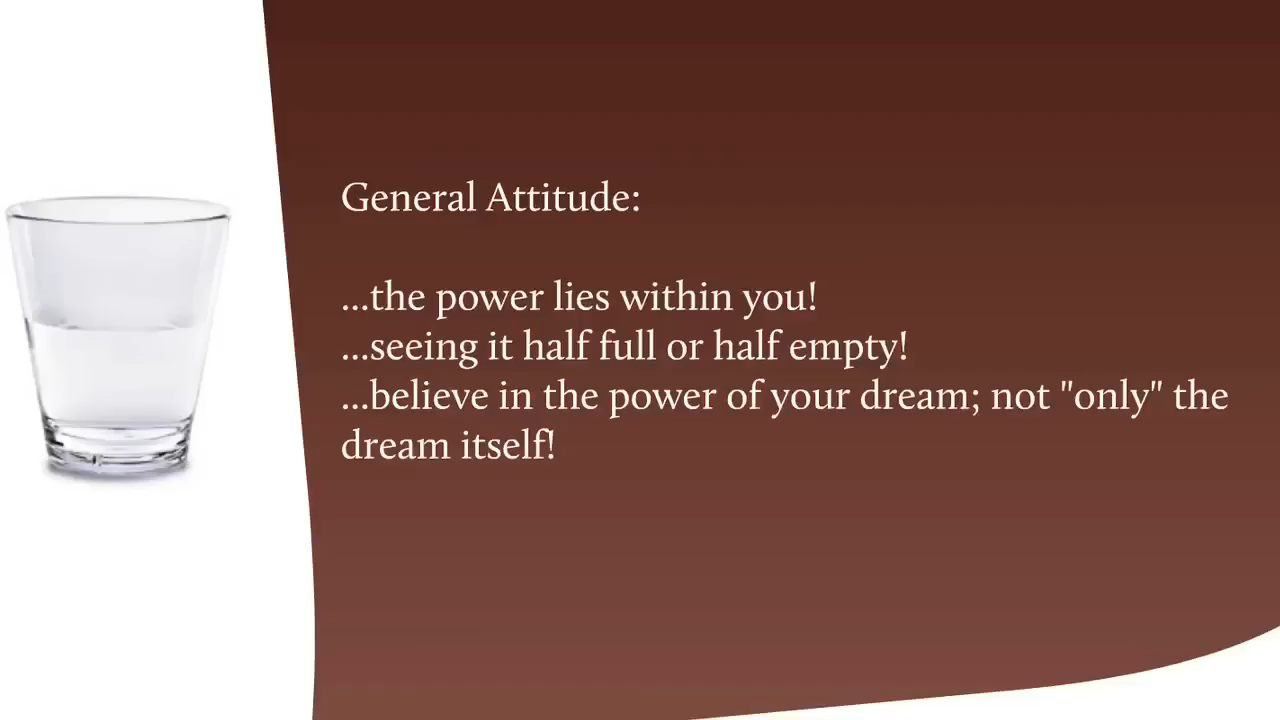 General Attitude:
...the power lies within you!
...seeing it half full or half empty!
...believe in the power of your dream; not "only" the
dream itself!